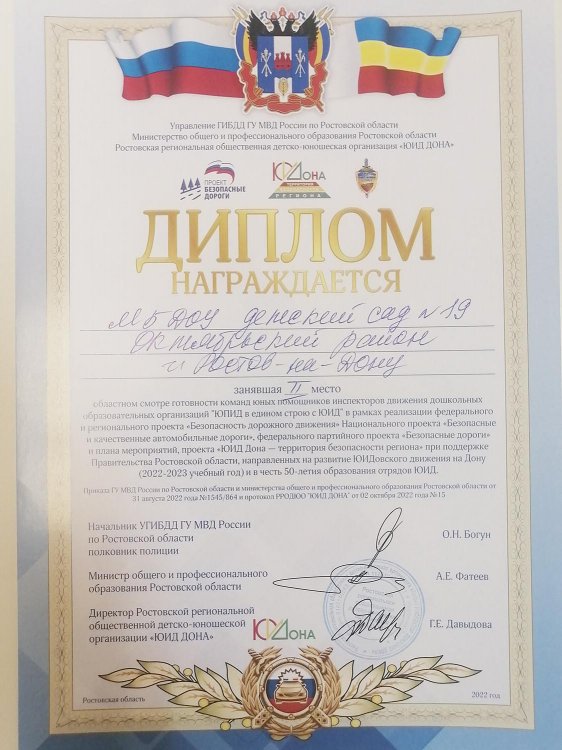 Управление ГИБДД ГУ МВД России по Ростовской области
Министерство общего и профессионального образования Ростовской области
Ростовская региональная общественная детско-юношеская организация «ЮИД ДОНА»
ПРОЕКТ
БЕЗОПАСНЫЕ
ДОРОГИ
ЮИД ДОНА
ТЕРРИТОРИЯ
РЕГИОНА
ДИПЛОМ
НАГРАЖДАЕТСЯ
МБДОУ детский сад №19
Октябрьский район
г. Ростов-на-Дону
занявшая II место
областном смотре готовности команд юных помощников инспекторов движения дошкольных
образовательных организаций "ЮПИД в едином строю с ЮИД" в рамках реализации федерального
и регионального проекта «Безопасность дорожного движения» Национального проекта «Безопасные
и качественные автомобильные дороги», федерального партийного проекта «Безопасные дороги»
и плана мероприятий, проекта «ЮИД Дона — территория безопасности региона» при поддержке
Правительства Ростовской области, направленных на развитие ЮИДовского движения на Дону
(2022-2023 учебный год) и в честь 50-летия образования отрядов ЮИД.
Приказа ГУ МВД России по Ростовской области и министерства общего и профессионального образования Ростовской области от
31 августа 2022 года №1545/864 и протокол РРОДЮО "ЮИД ДОНА" от 02 октября 2022 года №15
Начальник УГИБДД ГУ МВД России
по Ростовской области
полковник полиции
О.Н. Богун
Министр общего и профессионального
образования Ростовской области
А.Е. Фатеев
Директор Ростовской региональной
общественной детско-юношеской
организации «ЮИД ДОНА»
ЮИД Дона
Г.Е. Давыдова
Ростовская область
2022 год